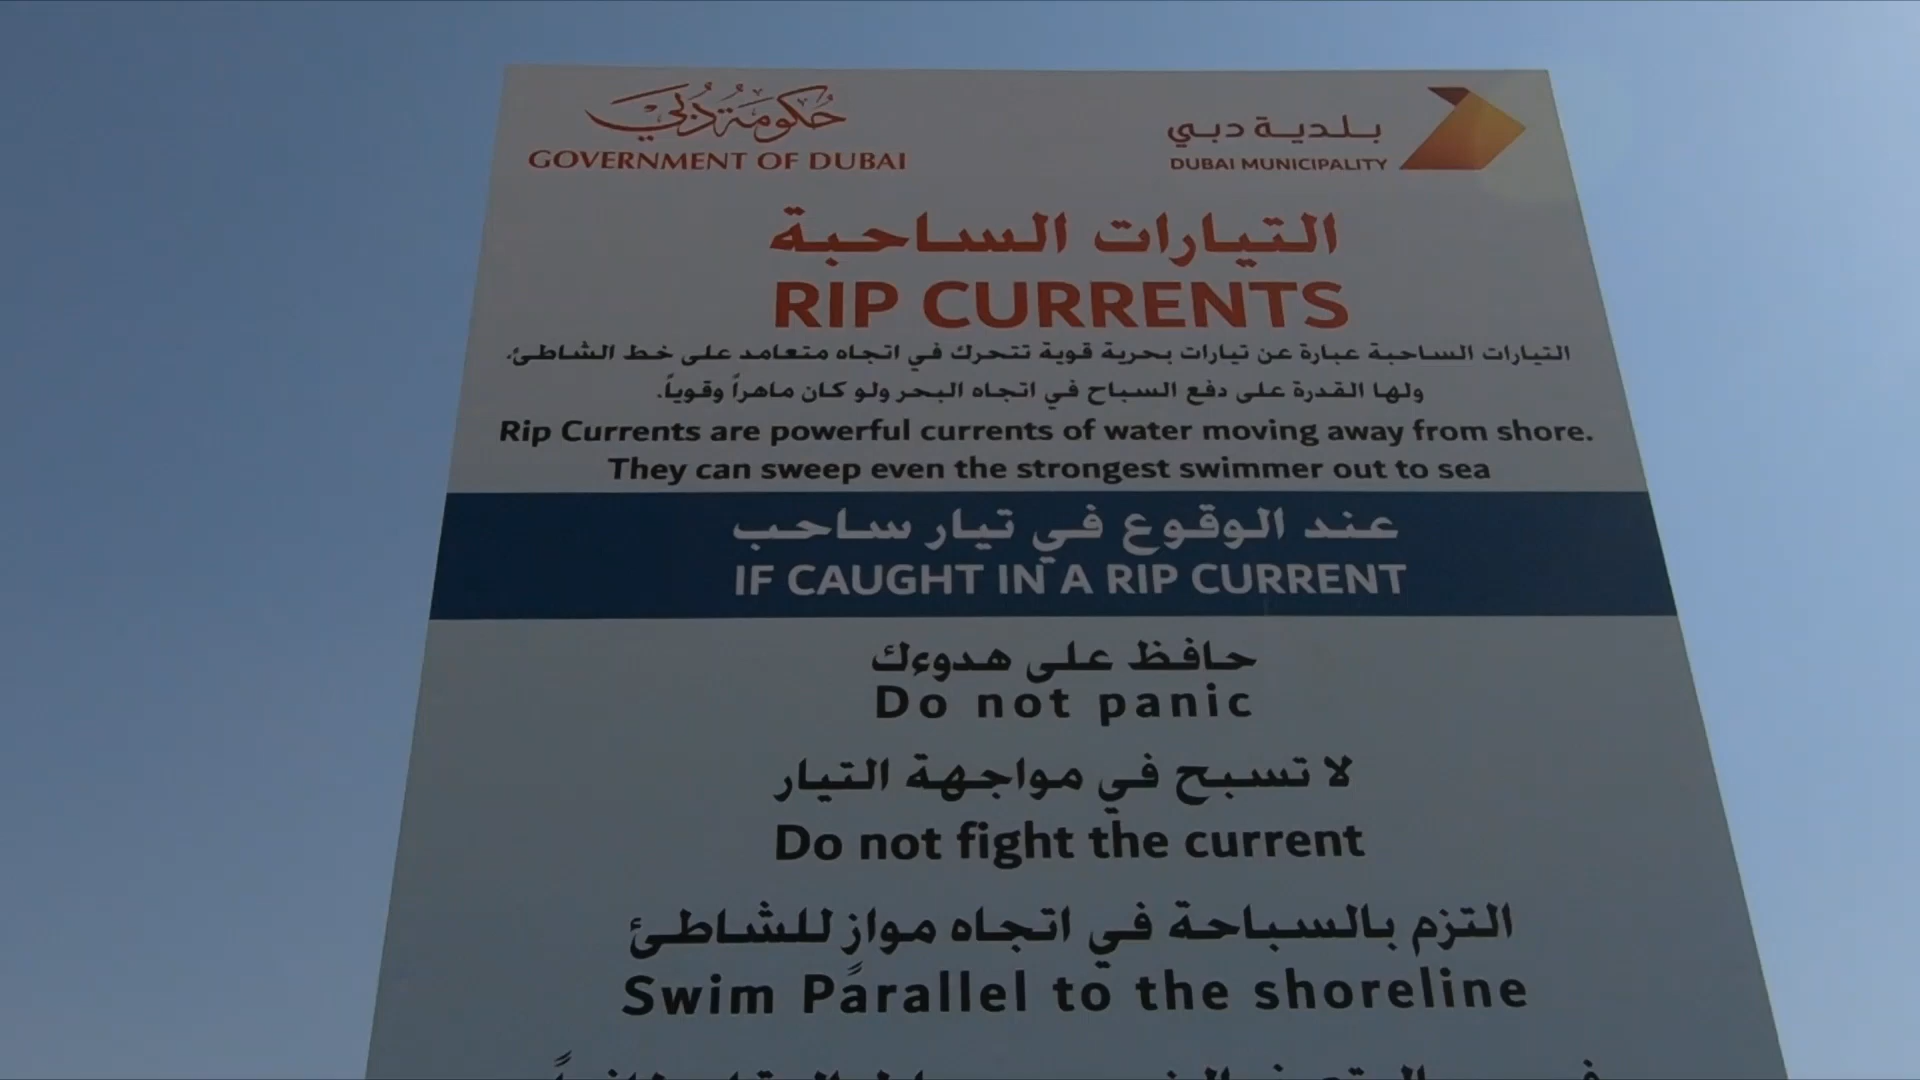 حكومة دبي
GOVERNMENT OF DUBAI
بلدية دبي
DUBAI MUNICIPALITY
التيارات الساحبة
RIP CURRENTS
التيارات الساحبة عبارة عن تيارات بحرية قوية تتحرك في اتجاه متعامد على خط الشاطئ،
ولها القدرة على دفع السباح في اتجاه البحر ولو كان ماهراً وقوياً.
Rip Currents are powerful currents of water moving away from shore.
They can sweep even the strongest swimmer out to sea
عند الوقوع في تيار ساحب
IF CAUGHT IN A RIP CURRENT
حافظ على هدوءك
Do not panic
لا تسبح في مواجهة التيار
Do not fight the current
التزم بالسباحة في اتجاه موازٍ للشاطئ
Swim Parallel to the shoreline